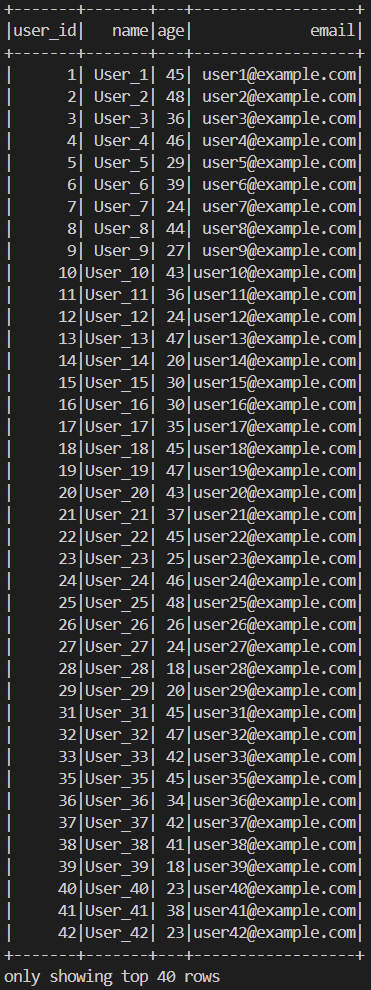 +-------+-------+---+------------------+
|user_id|   name|age|             email|
+-------+-------+---+------------------+
|      1| User_1| 45| user1@example.com|
|      2| User_2| 48| user2@example.com|
|      3| User_3| 36| user3@example.com|
|      4| User_4| 46| user4@example.com|
|      5| User_5| 29| user5@example.com|
|      6| User_6| 39| user6@example.com|
|      7| User_7| 24| user7@example.com|
|      8| User_8| 44| user8@example.com|
|      9| User_9| 27| user9@example.com|
|     10|User_10| 43|user10@example.com|
|     11|User_11| 36|user11@example.com|
|     12|User_12| 24|user12@example.com|
|     13|User_13| 47|user13@example.com|
|     14|User_14| 20|user14@example.com|
|     15|User_15| 30|user15@example.com|
|     16|User_16| 30|user16@example.com|
|     17|User_17| 35|user17@example.com|
|     18|User_18| 45|user18@example.com|
|     19|User_19| 47|user19@example.com|
|     20|User_20| 43|user20@example.com|
|     21|User_21| 37|user21@example.com|
|     22|User_22| 45|user22@example.com|
|     23|User_23| 25|user23@example.com|
|     24|User_24| 46|user24@example.com|
|     25|User_25| 48|user25@example.com|
|     26|User_26| 26|user26@example.com|
|     27|User_27| 24|user27@example.com|
|     28|User_28| 18|user28@example.com|
|     29|User_29| 20|user29@example.com|
|     31|User_31| 45|user31@example.com|
|     32|User_32| 47|user32@example.com|
|     33|User_33| 42|user33@example.com|
|     35|User_35| 45|user35@example.com|
|     36|User_36| 34|user36@example.com|
|     37|User_37| 42|user37@example.com|
|     38|User_38| 41|user38@example.com|
|     39|User_39| 18|user39@example.com|
|     40|User_40| 23|user40@example.com|
|     41|User_41| 38|user41@example.com|
|     42|User_42| 23|user42@example.com|
+-------+-------+---+------------------+
only showing top 40 rows